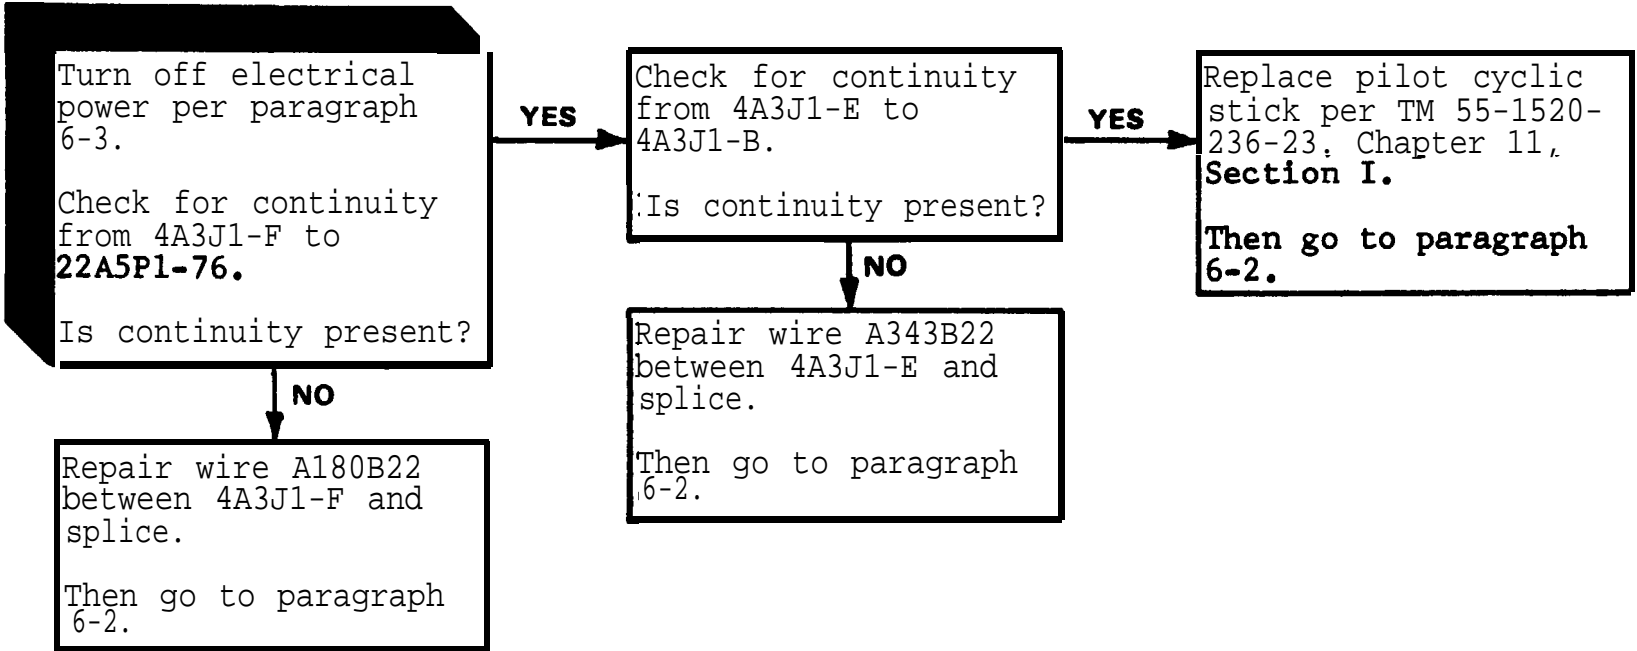 Turn off electrical
power per paragraph
6-3.
Check for continuity
from 4A3J1-F to
22A5P1-76.
Is continuity present?
YES
NO
Repair wire A180B22
between 4A3J1-F and
splice.
Then go to paragraph
6-2.
Check for continuity
from 4A3J1-E to
4A3J1-B.
Is continuity present?
YES
NO
Repair wire A343B22
between 4A3J1-E and
splice.
Then go to paragraph
6-2.
Replace pilot cyclic
stick per TM 55-1520-
236-23. Chapter 11,
Section I.
Then go to paragraph
6-2.